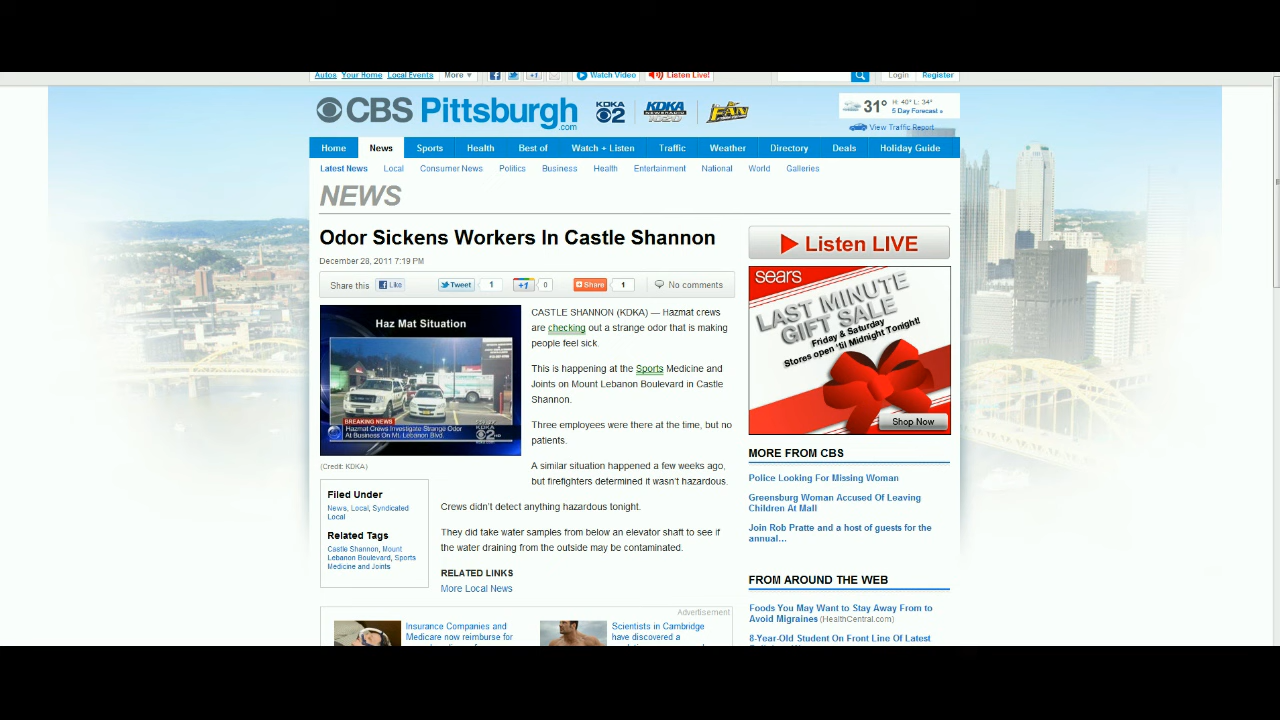 Autos Your Home Local Events More Watch Video Listen Live! Login Register
CBS Pittsburgh.com KDKA 2 KDKA 1020 FAN
31° H: 40° L: 34°
5 Day Forecast »
View Traffic Report
Home News Sports Health Best of Watch + Listen Traffic Weather Directory Deals Holiday Guide
Latest News Local Consumer News Politics Business Health Entertainment National World Galleries
NEWS
Odor Sickens Workers In Castle Shannon
December 28, 2011 7:19 PM
Share this Like Tweet 1 +1 0 Share 1 No comments
Haz Mat Situation
BREAKING NEWS
Hazmat Crews Investigate Strange Odor
At Business On Mt. Lebanon Blvd.
(Credit: KDKA)
CASTLE SHANNON (KDKA) — Hazmat crews
are checking out a strange odor that is making
people feel sick.
This is happening at the Sports Medicine and
Joints on Mount Lebanon Boulevard in Castle
Shannon.
Three employees were there at the time, but no
patients.
A similar situation happened a few weeks ago,
but firefighters determined it wasn't hazardous.
Crews didn't detect anything hazardous tonight.
They did take water samples from below an elevator shaft to see if
the water draining from the outside may be contaminated.
RELATED LINKS
More Local News
Filed Under
News, Local, Syndicated
Local
Related Tags
Castle Shannon, Mount
Lebanon Boulevard, Sports
Medicine and Joints
Advertisement
Insurance Companies and
Medicare now reimburse for
Scientists in Cambridge
have discovered a
Listen LIVE
sears
LAST MINUTE
GIFT SALE
Friday & Saturday
Stores open 'til Midnight Tonight!
Shop Now
MORE FROM CBS
Police Looking For Missing Woman
Greensburg Woman Accused Of Leaving
Children At Mall
Join Rob Pratte and a host of guests for the
annual...
FROM AROUND THE WEB
Foods You May Want to Stay Away From to
Avoid Migraines (HealthCentral.com)
8-Year-Old Student On Front Line Of Latest